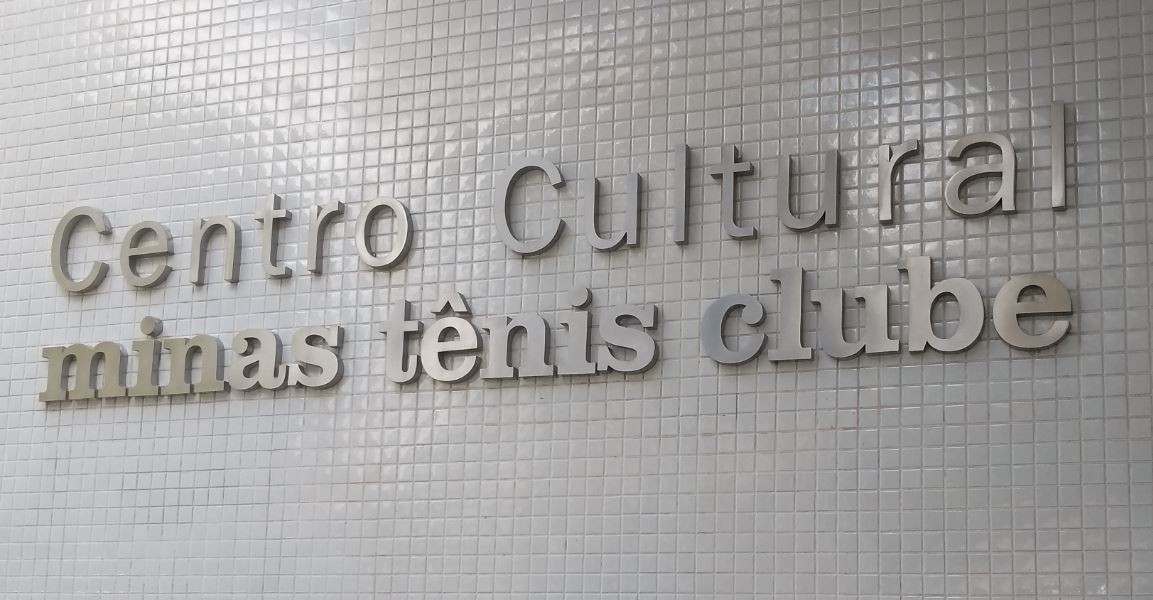 Centro Cultural
minas tênis clube